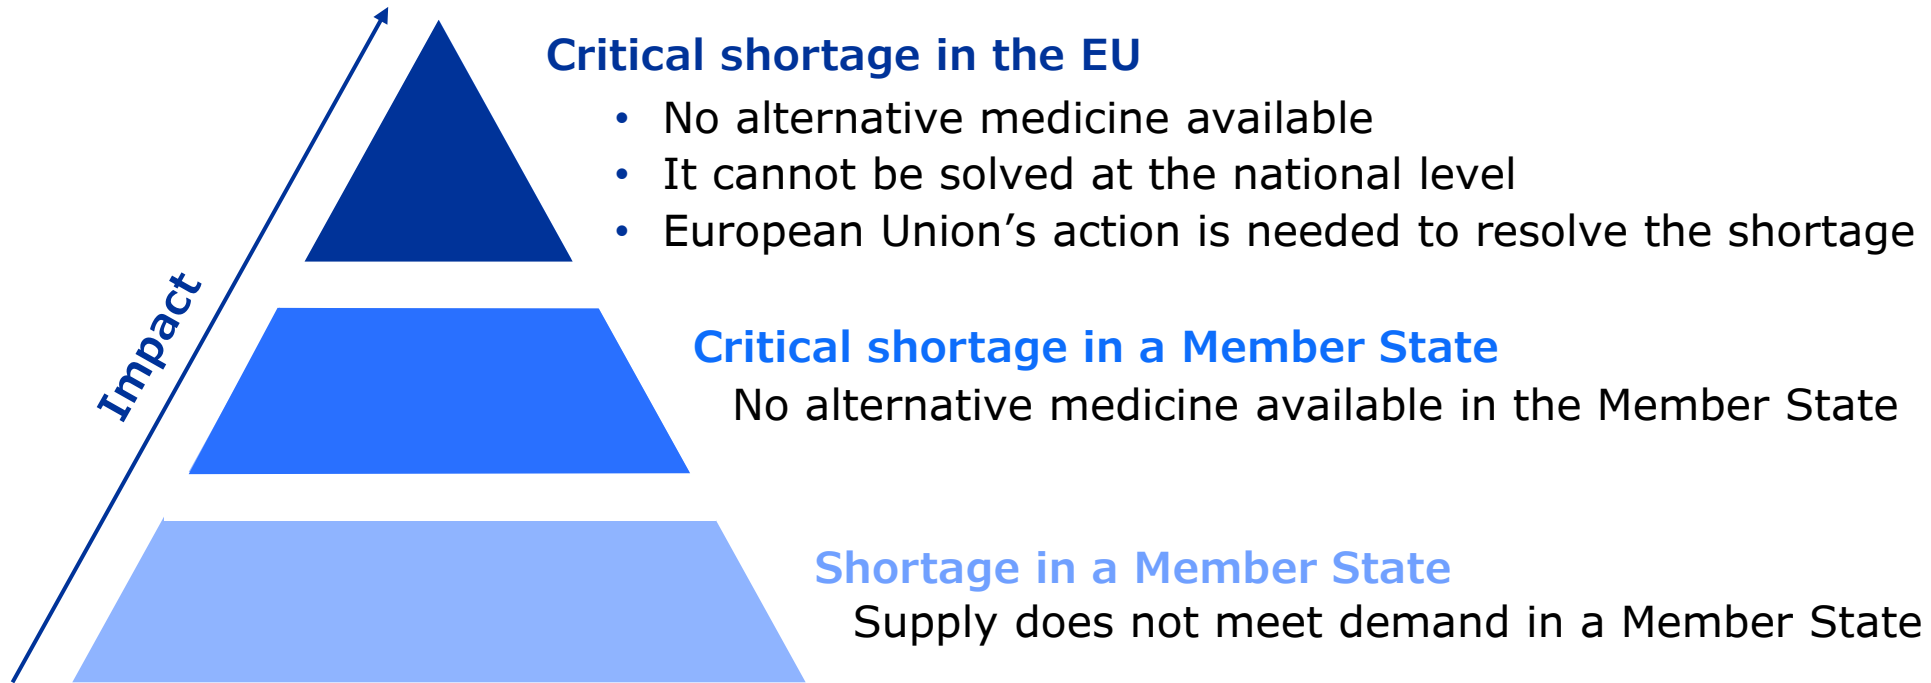 Critical shortage in the EU
• No alternative medicine available
• It cannot be solved at the national level
• European Union’s action is needed to resolve the shortage
Impact
Critical shortage in a Member State
No alternative medicine available in the Member State
Shortage in a Member State
Supply does not meet demand in a Member State